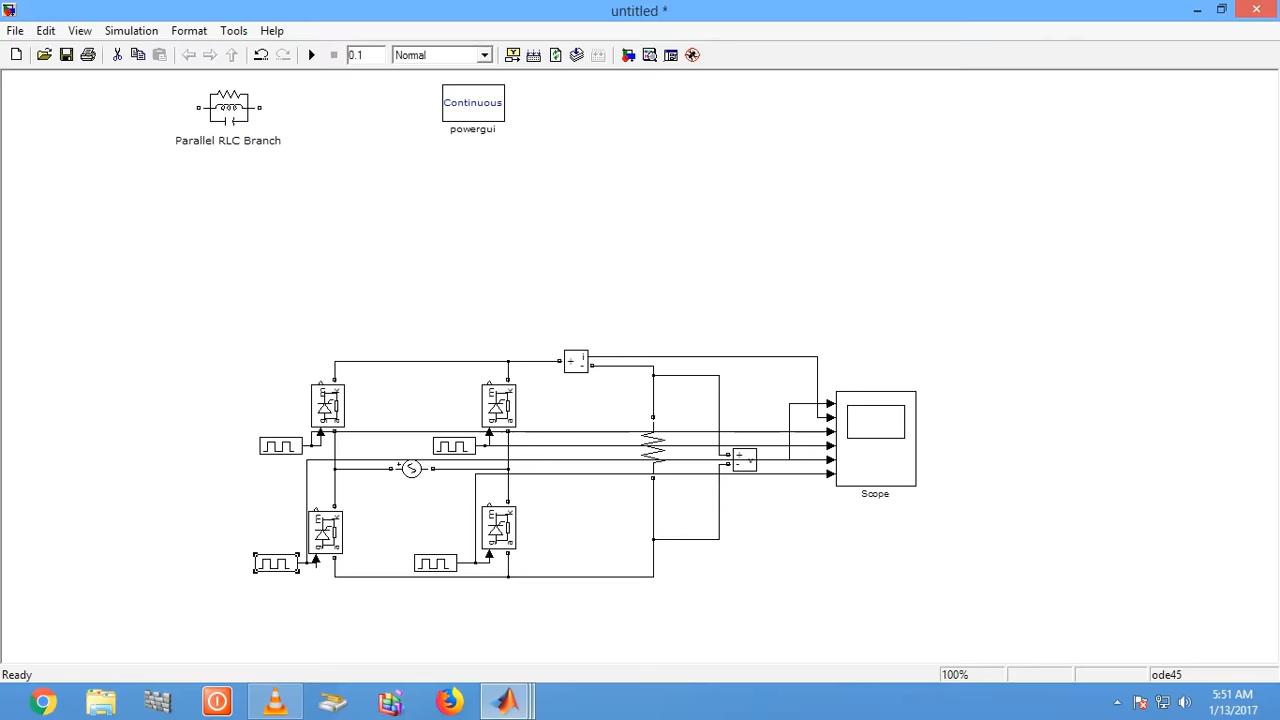 untitled *
File Edit View Simulation Format Tools Help
0.1 Normal
Continuous
powergui
Parallel RLC Branch
+ i
-
m k
g a
m k
g a
+
+ v
-
Scope
m k
g a
m k
g a
Ready 100% ode45
5:51 AM
1/13/2017